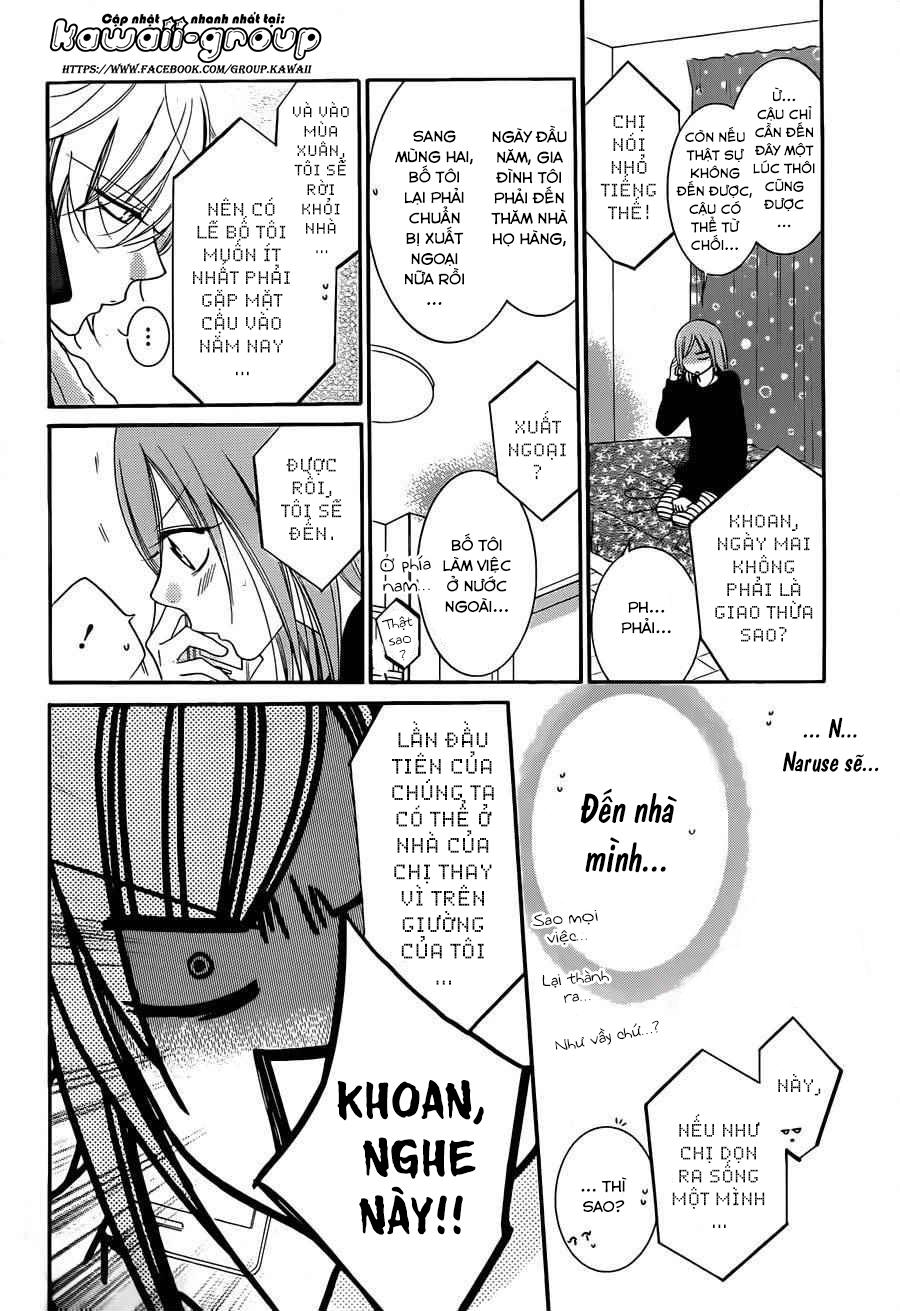 Cập nhật nhanh nhất tại:
kawaii-group
HTTPS://WWW.FACEBOOK.COM/GROUP.KAWAII
Ừ...
CẬU CHỈ
CẦN ĐẾN
ĐÂY MỘT
LÚC THÔI
CŨNG
ĐƯỢC
...
CÒN NẾU
THẬT SỰ
KHÔNG
ĐẾN ĐƯỢC,
CẬU CÓ
THỂ TỪ
CHỐI...
CHỊ
NÓI
NHỎ
TIẾNG
THẾ!
KHOAN,
NGÀY MAI
KHÔNG
PHẢI LÀ
GIAO THỪA
SAO?
PH...
PHẢI...
NGÀY ĐẦU
NĂM, GIA
ĐÌNH TÔI
PHẢI ĐẾN
THĂM NHÀ
HỌ HÀNG,
SANG
MÙNG HAI,
BỐ TÔI
LẠI PHẢI
CHUẨN
BỊ XUẤT
NGOẠI
NỮA RỒI
...
XUẤT
NGOẠI
?
BỐ TÔI
LÀM VIỆC
Ở NƯỚC
NGOÀI...
Ở phía
nam...
Thật
sao
?
VÀ VÀO
MÙA
XUÂN,
TÔI SẼ
RỜI
KHỎI
NHÀ
...
NÊN CÓ
LẼ BỐ TÔI
MUỐN ÍT
NHẤT PHẢI
GẶP MẶT
CẬU VÀO
NĂM NAY
...
...
ĐƯỢC
RỒI,
TÔI SẼ
ĐẾN.
!
... N...
Naruse sẽ...
Đến nhà
mình...
Sao mọi
việc...
Lại thành
ra...
Như vầy chứ...?
NÀY,
NẾU NHƯ
CHỊ DỌN
RA SỐNG
MỘT MÌNH
...
... THÌ
SAO?
LẦN ĐẦU
TIÊN CỦA
CHÚNG TA
CÓ THỂ Ở
NHÀ CỦA
CHỊ THAY
VÌ TRÊN
GIƯỜNG
CỦA TÔI
...
KHOAN,
NGHE
NÀY!!